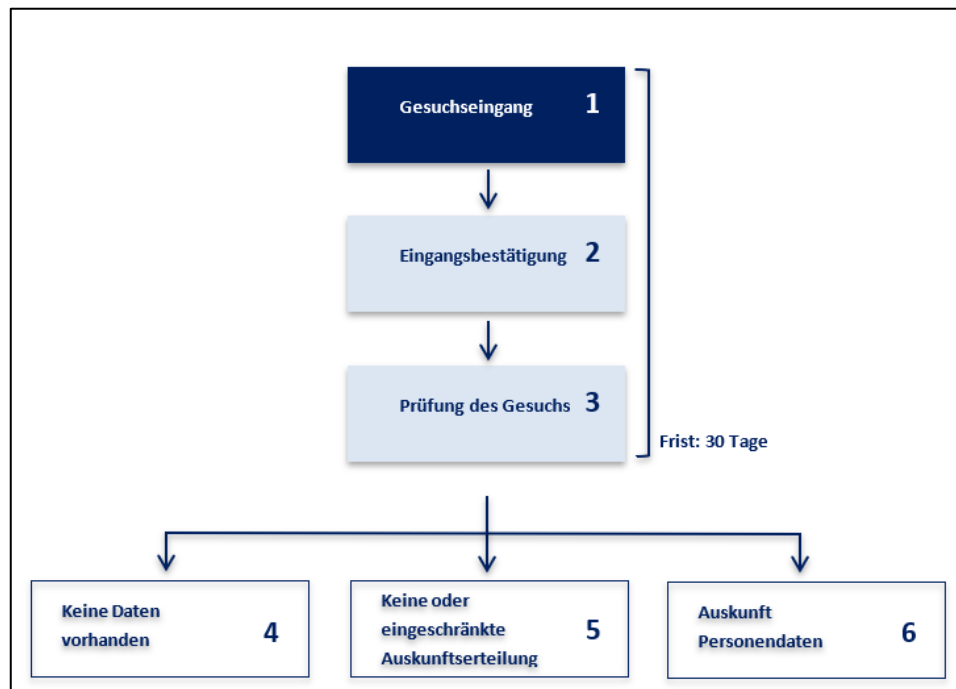 Gesuchseingang 1
Eingangsbestätigung 2
Prüfung des Gesuchs 3
Frist: 30 Tage
Keine Daten
vorhanden 4
Keine oder
eingeschränkte 5
Auskunftserteilung
Auskunft
Personendaten 6